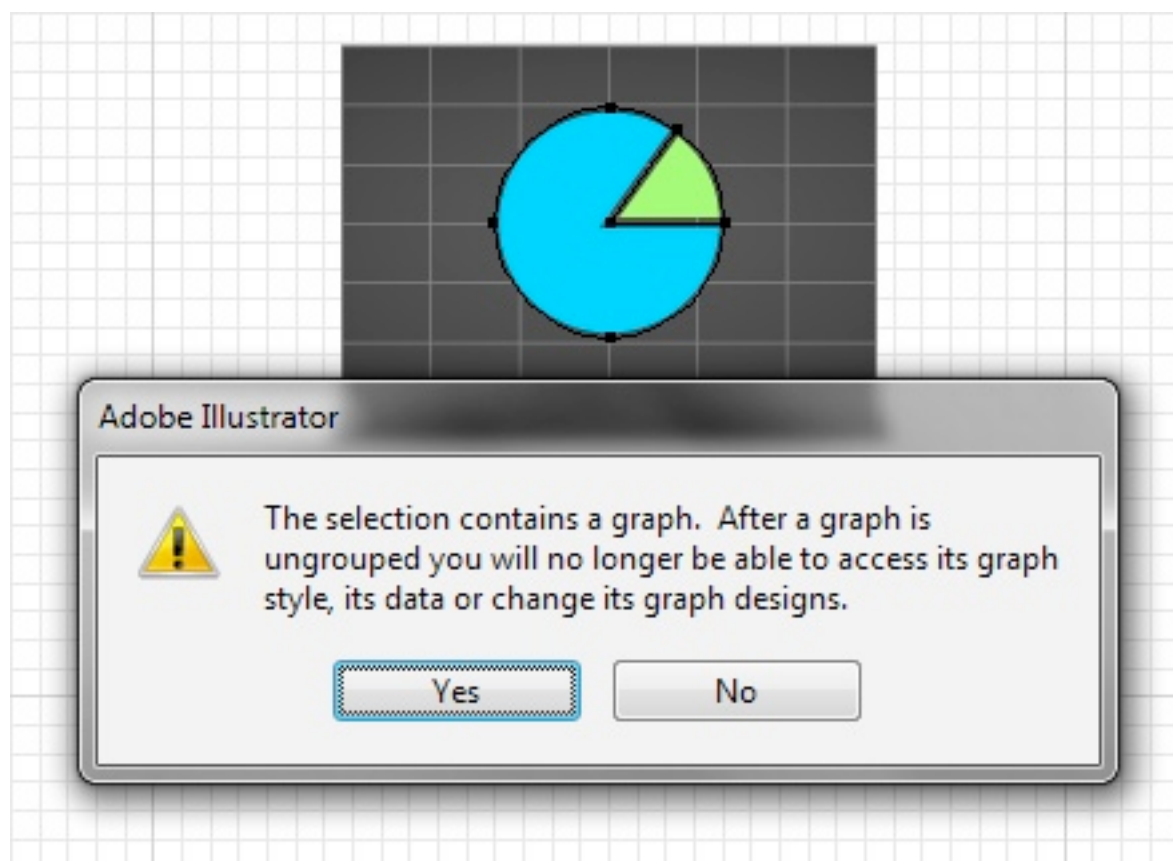 Adobe Illustrator
The selection contains a graph.  After a graph is
ungrouped you will no longer be able to access its graph
style, its data or change its graph designs.
Yes
No